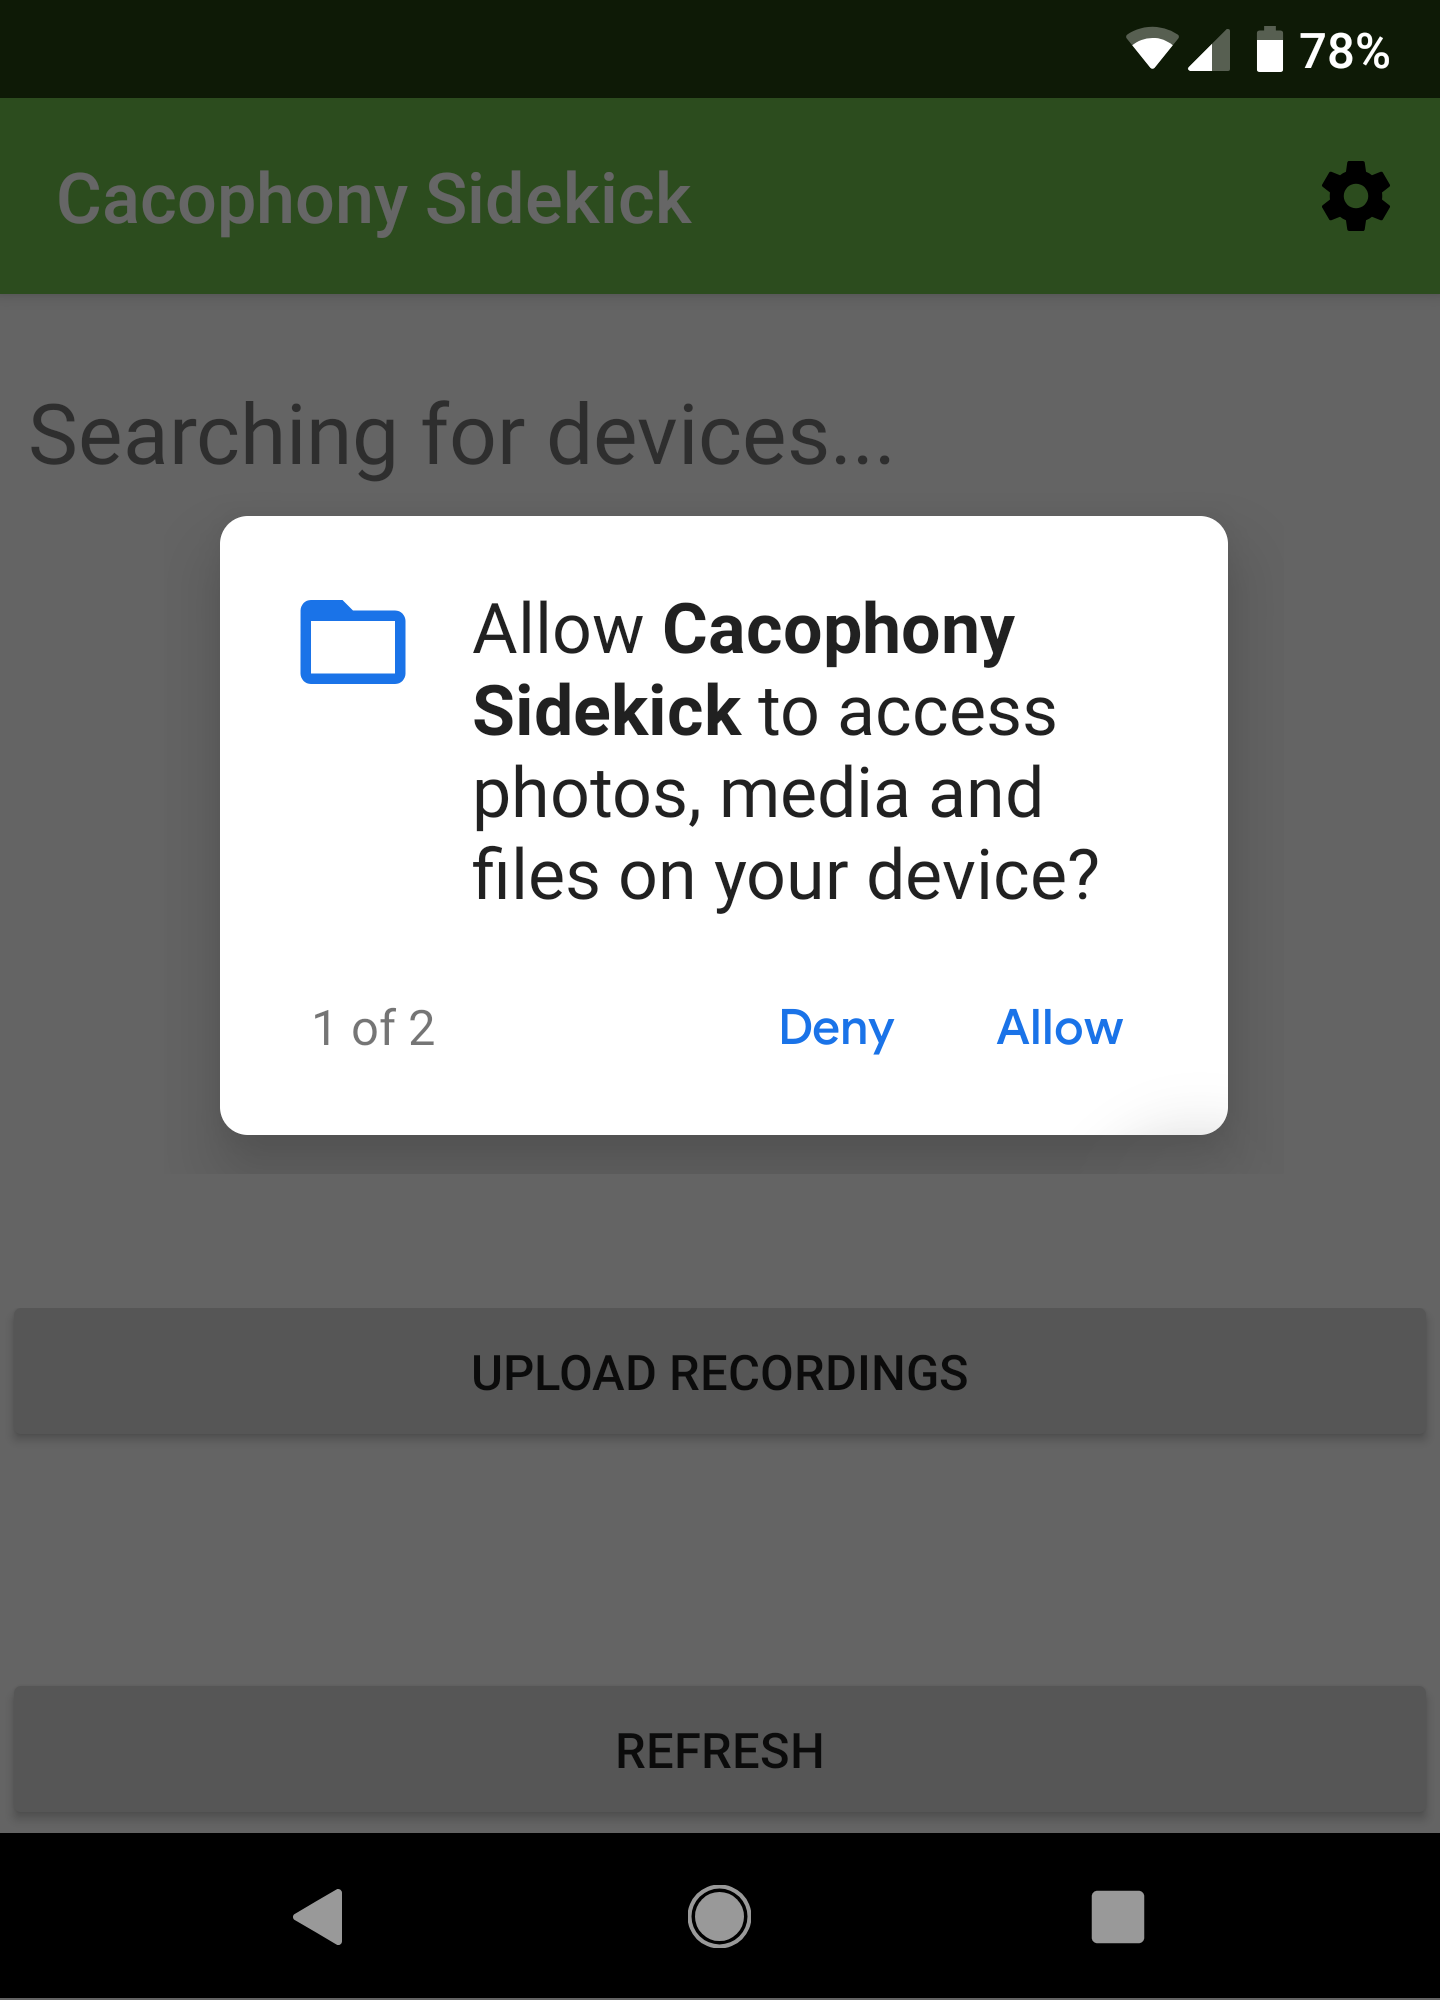 78%
Cacophony Sidekick
Searching for devices...
Allow Cacophony
Sidekick to access
photos, media and
files on your device?
1 of 2 Deny Allow
UPLOAD RECORDINGS
REFRESH